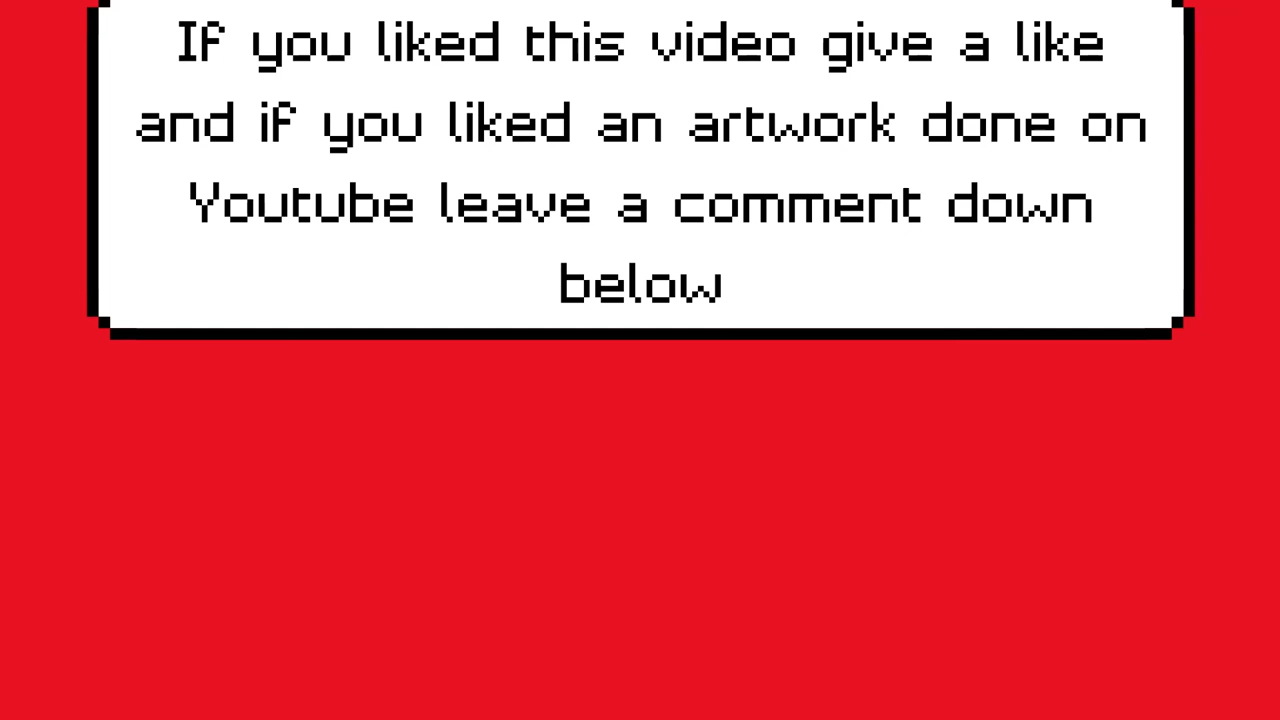 If you liked this video give a like
and if you liked an artwork done on
Youtube leave a comment down
below